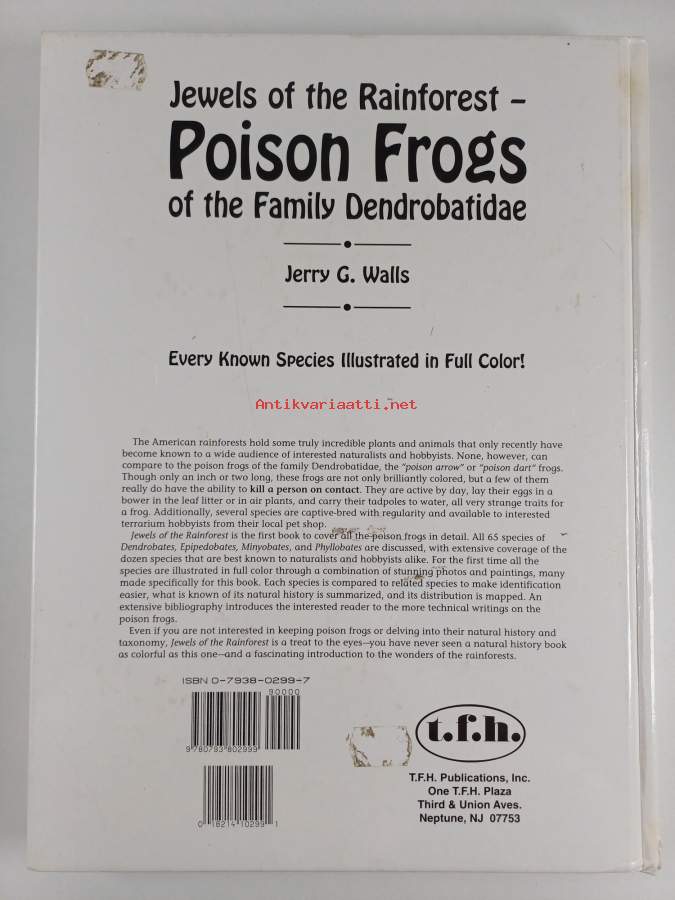 Jewels of the Rainforest –
Poison Frogs
of the Family Dendrobatidae
Jerry G. Walls
Every Known Species Illustrated in Full Color!
Antikvariaatti.net
The American rainforests hold some truly incredible plants and animals that only recently have
become known to a wide audience of interested naturalists and hobbyists. None, however, can
compare to the poison frogs of the family Dendrobatidae, the "poison arrow" or "poison dart" frogs.
Though only an inch or two long, these frogs are not only brilliantly colored, but a few of them
really do have the ability to kill a person on contact. They are active by day, lay their eggs in a
bower in the leaf litter or in air plants, and carry their tadpoles to water, all very strange traits for
a frog. Additionally, several species are captive-bred with regularity and available to interested
terrarium hobbyists from their local pet shop.
Jewels of the Rainforest is the first book to cover all the poison frogs in detail. All 65 species of
Dendrobates, Epipedobates, Minyobates, and Phyllobates are discussed, with extensive coverage of the
dozen species that are best known to naturalists and hobbyists alike. For the first time all the
species are illustrated in full color through a combination of stunning photos and paintings, many
made specifically for this book. Each species is compared to related species to make identification
easier, what is known of its natural history is summarized, and its distribution is mapped. An
extensive bibliography introduces the interested reader to the more technical writings on the
poison frogs.
Even if you are not interested in keeping poison frogs or delving into their natural history and
taxonomy, Jewels of the Rainforest is a treat to the eyes—you have never seen a natural history book
as colorful as this one—and a fascinating introduction to the wonders of the rainforests.
ISBN 0-7938-0299-7
90000
9 780793 802999
0 18214 10299 1
t.f.h.
T.F.H. Publications, Inc.
One T.F.H. Plaza
Third & Union Aves.
Neptune, NJ 07753